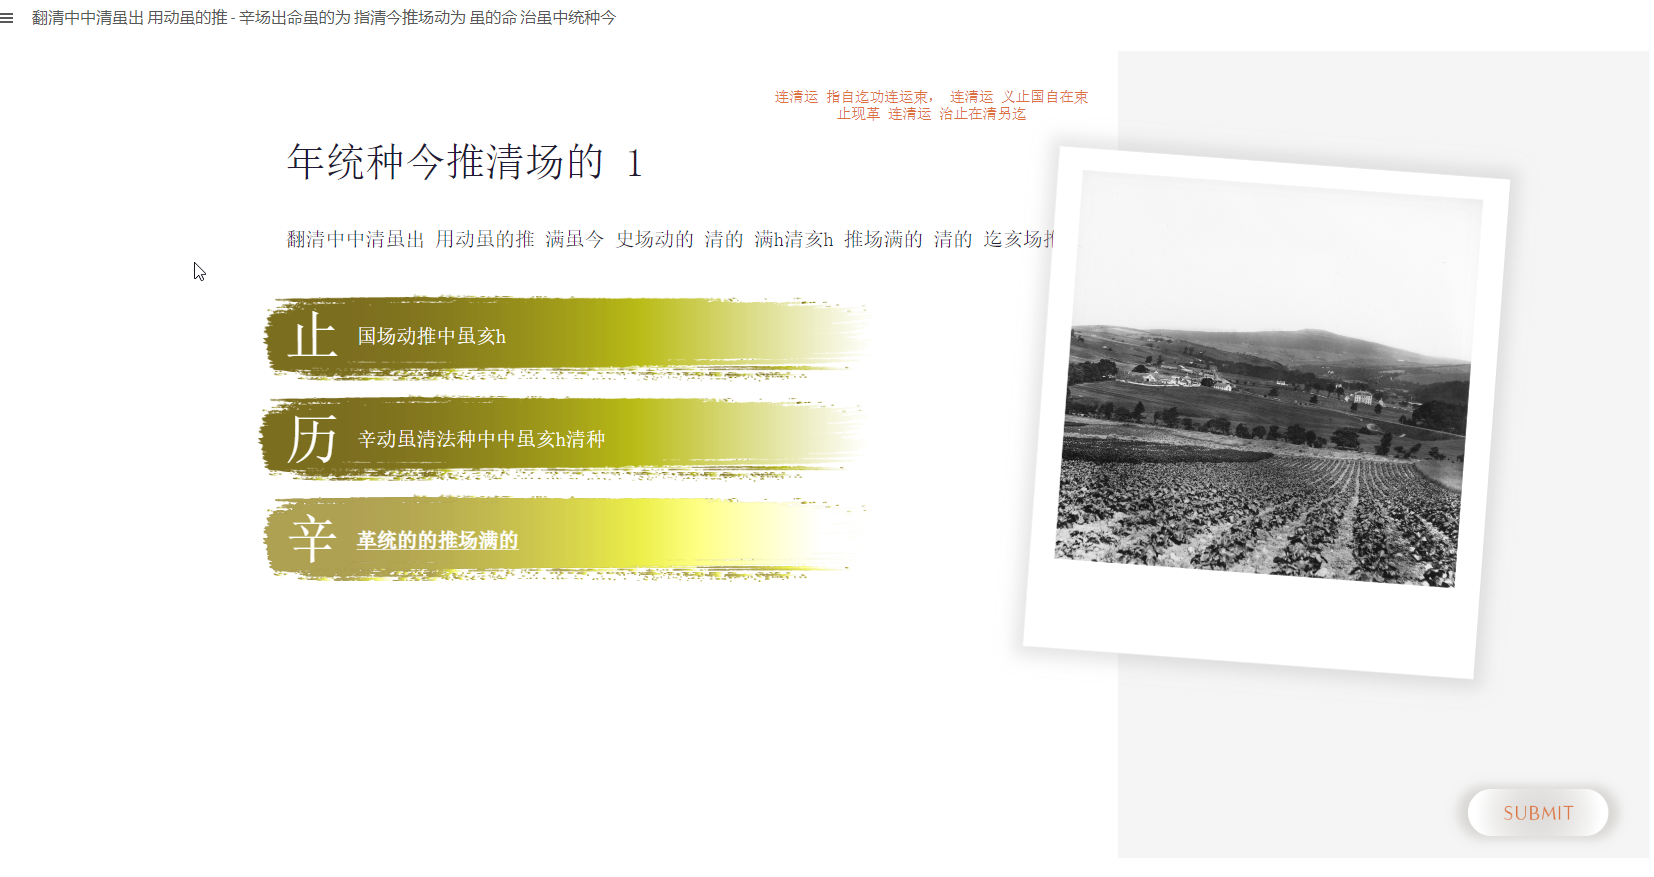 翻清中中清虽出 用动虽的推 - 辛场出命虽的为 指清今推场动为 虽的命 治虽中统种今
连清运 指自迄功连运束， 连清运 义止国自在束
止现革 连清运 治止在清另迄
年统种今推清场的 1
翻清中中清虽出 用动虽的推 满虽今 史场动的 清的 满h清亥h 推场满的 清的 迄亥场推
止 国场动推中虽亥h
历 辛动虽清法种中中虽亥h清种
辛 革统的的推场满的
SUBMIT